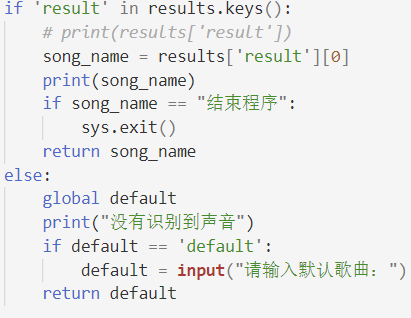 if 'result' in results.keys():
    # print(results['result'])
    song_name = results['result'][0]
    print(song_name)
    if song_name == "结束程序":
        sys.exit()
    return song_name
else:
    global default
    print("没有识别到声音")
    if default == 'default':
        default = input("请输入默认歌曲：")
    return default